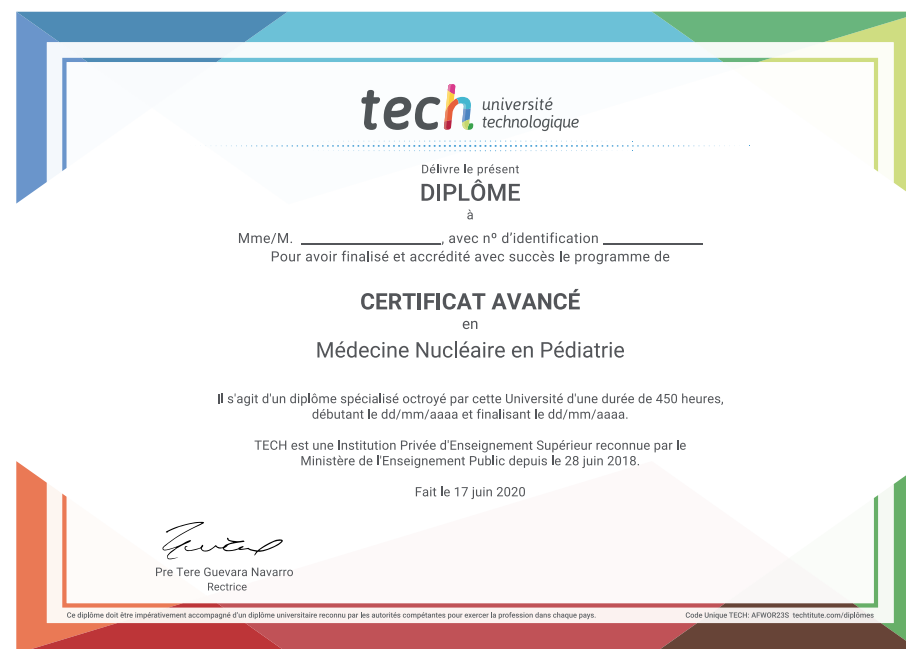 tech université
technologique
Délivre le présent
DIPLÔME
à
Mme/M. ____________________, avec nº d'identification ______________
Pour avoir finalisé et accrédité avec succès le programme de
CERTIFICAT AVANCÉ
en
Médecine Nucléaire en Pédiatrie
Il s'agit d'un diplôme spécialisé octroyé par cette Université d'une durée de 450 heures,
débutant le dd/mm/aaaa et finalisant le dd/mm/aaaa.
TECH est une Institution Privée d'Enseignement Supérieur reconnue par le
Ministère de l'Enseignement Public depuis le 28 juin 2018.
Fait le 17 juin 2020
Pre Tere Guevara Navarro
Rectrice
Ce diplôme doit être impérativement accompagné d'un diplôme universitaire reconnu par les autorités compétantes pour exercer la profession dans chaque pays. Code Unique TECH: AFWOR23S techtitute.com/diplômes